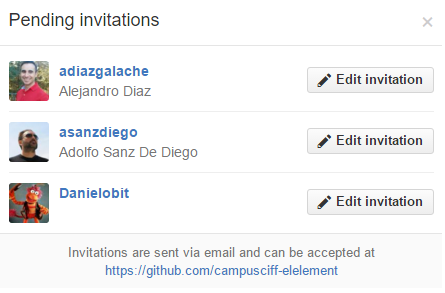 Pending invitations ×
adiazgalache
Alejandro Diaz
Edit invitation
asanzdiego
Adolfo Sanz De Diego
Edit invitation
Danielobit
Edit invitation
Invitations are sent via email and can be accepted at
https://github.com/campusciff-elelement